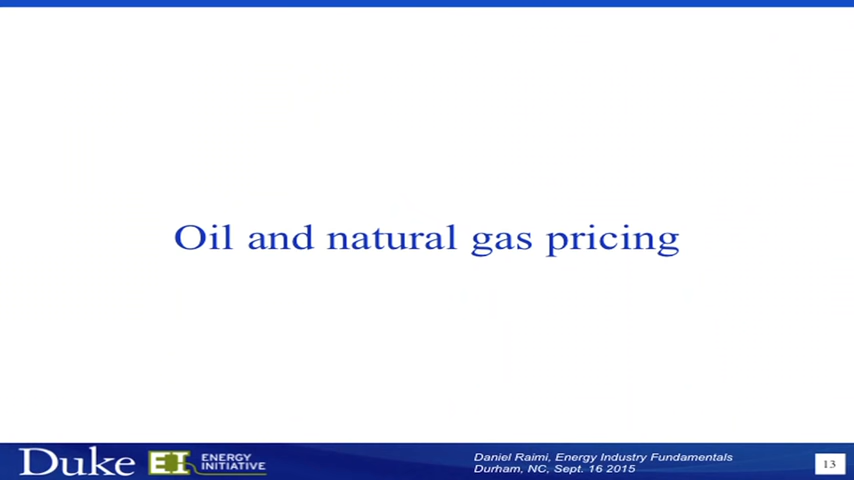 Oil and natural gas pricing
Duke EI ENERGY
INITIATIVE
Daniel Raimi, Energy Industry Fundamentals
Durham, NC, Sept. 16 2015
13